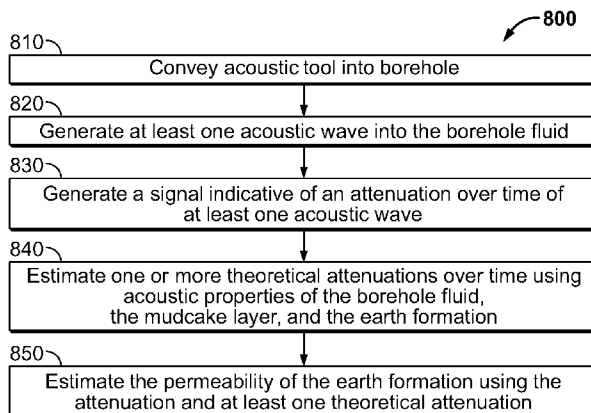 800
810
Convey acoustic tool into borehole
820
Generate at least one acoustic wave into the borehole fluid
830
Generate a signal indicative of an attenuation over time of
at least one acoustic wave
840
Estimate one or more theoretical attenuations over time using
acoustic properties of the borehole fluid,
the mudcake layer, and the earth formation
850
Estimate the permeability of the earth formation using the
attenuation and at least one theoretical attenuation